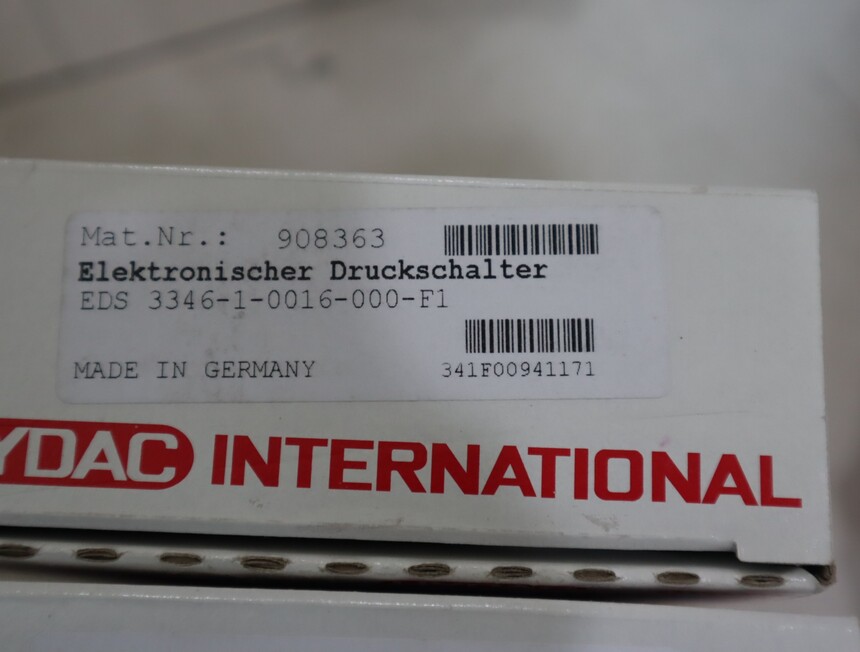 Mat.Nr.: 908363
Elektronischer Druckschalter
EDS 3346-1-0016-000-F1
MADE IN GERMANY 341F00941171
YDAC INTERNATIONAL